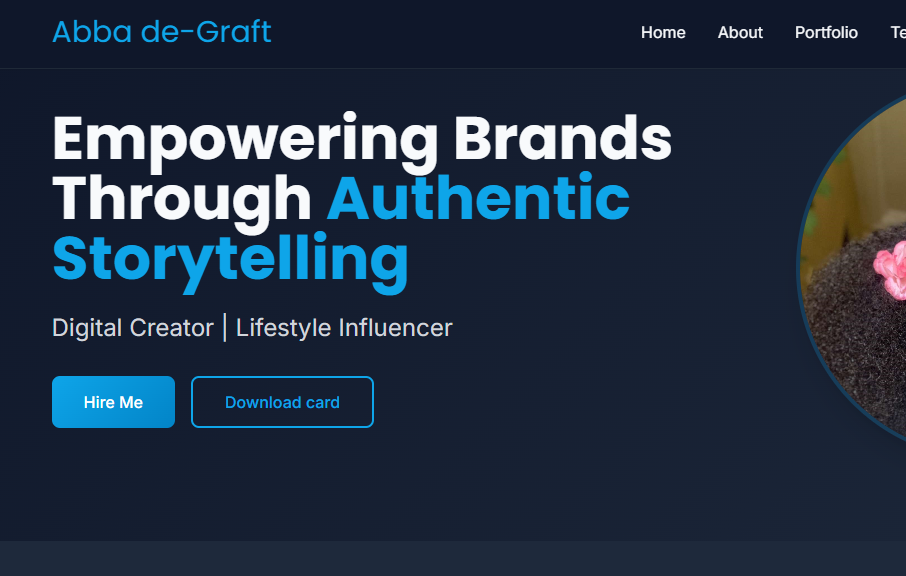 Abba de-Graft
Home About Portfolio Te
Empowering Brands
Through Authentic
Storytelling
Digital Creator | Lifestyle Influencer
Hire Me Download card